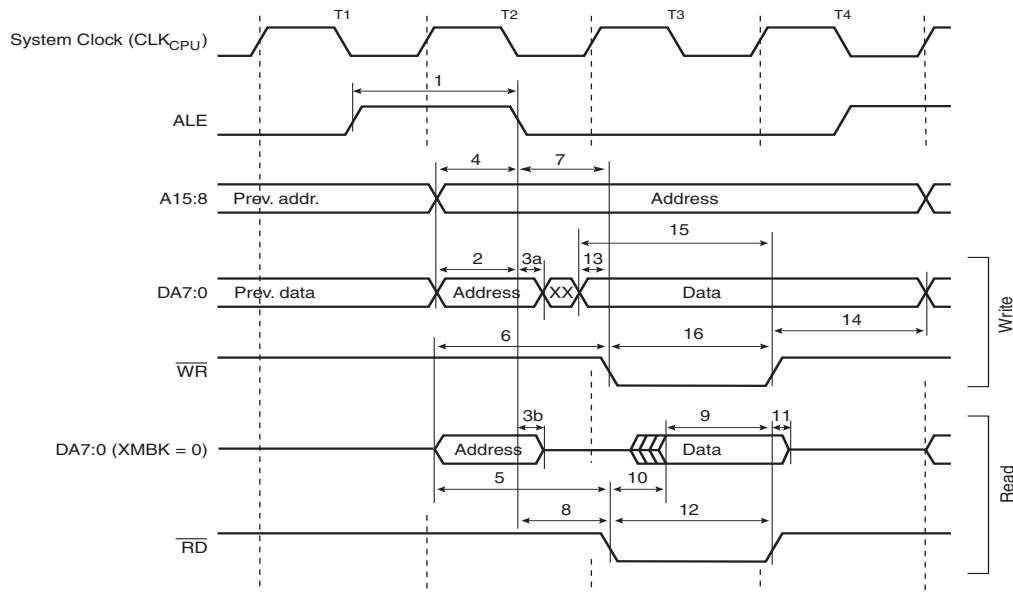 T1 T2 T3 T4
System Clock (CLKCPU)
1
ALE
4 7
A15:8 Prev. addr. Address
15
2 3a 13
DA7:0 Prev. data Address XX Data
14
6 16
WR
Write
3b 9 11
DA7:0 (XMBK = 0) Address Data
5 10
8 12
RD
Read